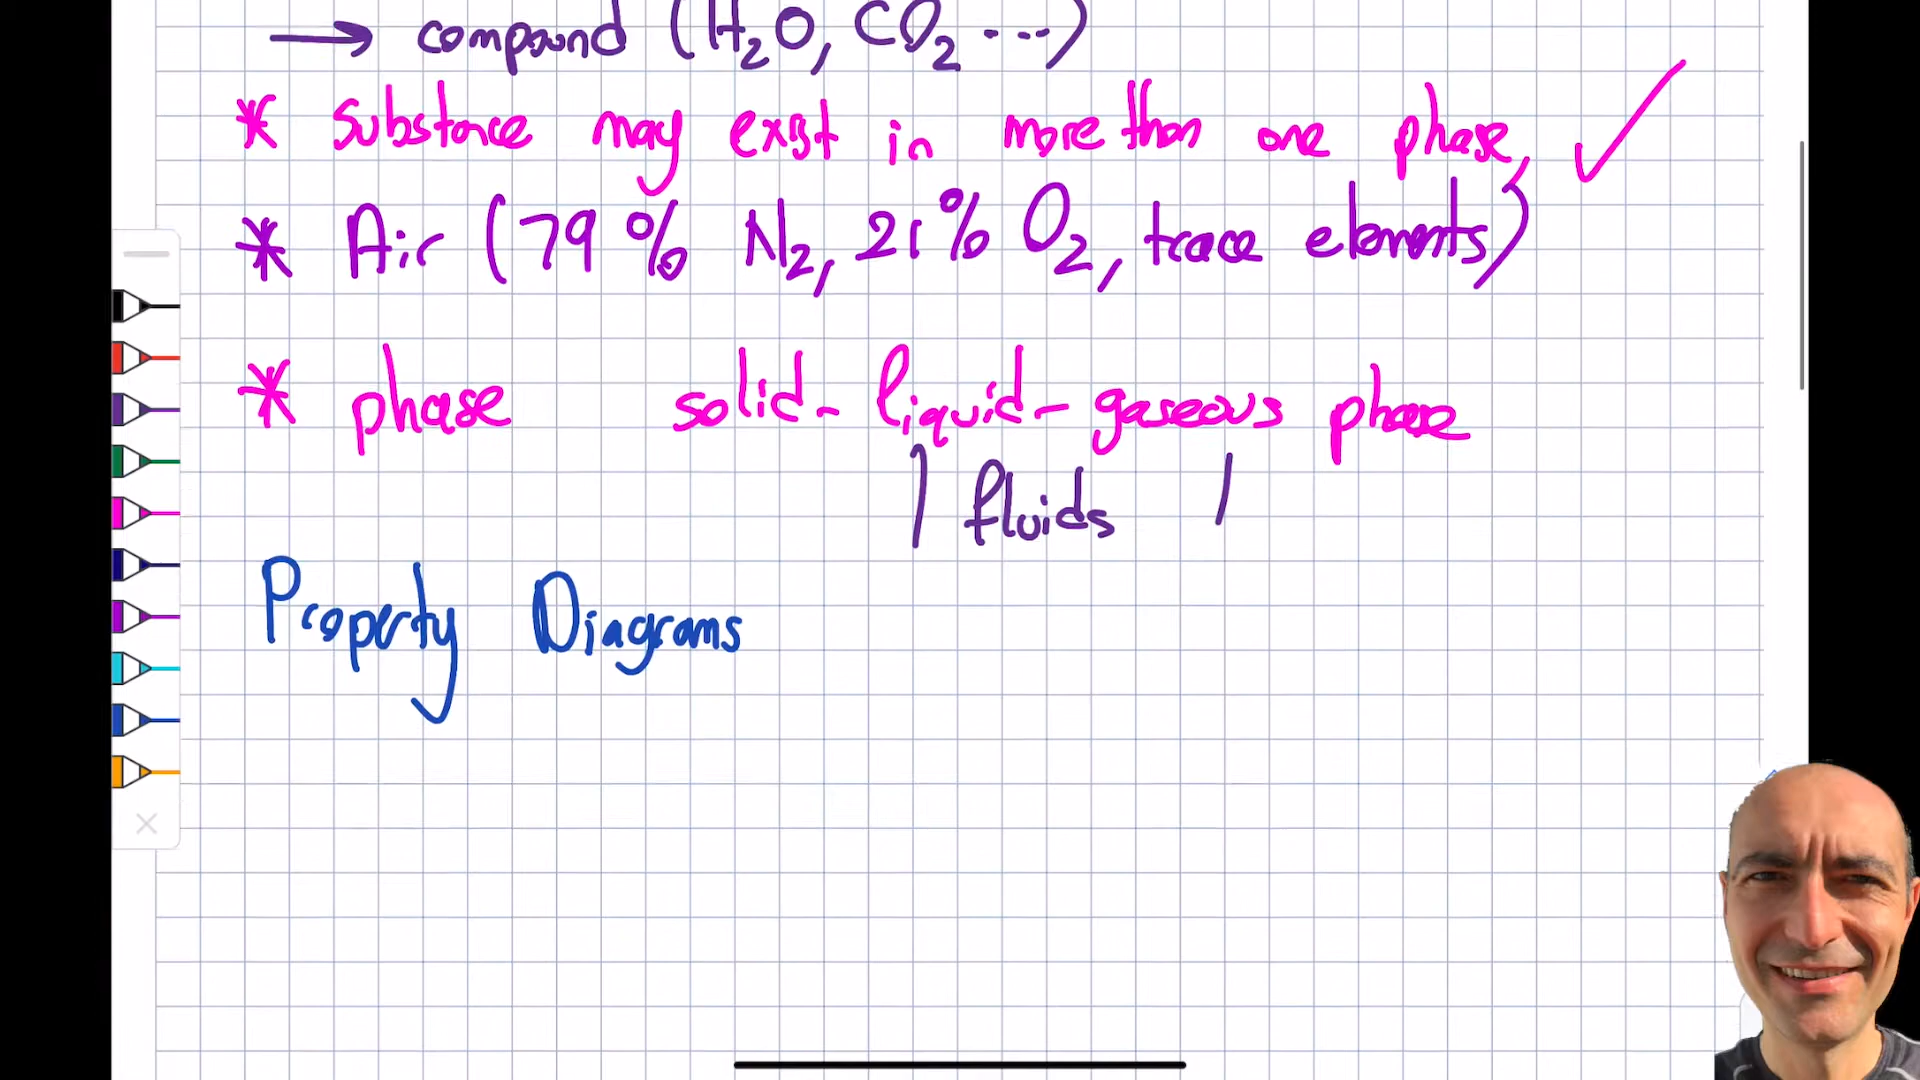 → compound (H₂O, CO₂ ...)
* substance may exist in more than one phase, ✓
* Air (79% N₂, 21% O₂, trace elements)
* phase solid- liquid- gaseous phase
| fluids |
Property Diagrams